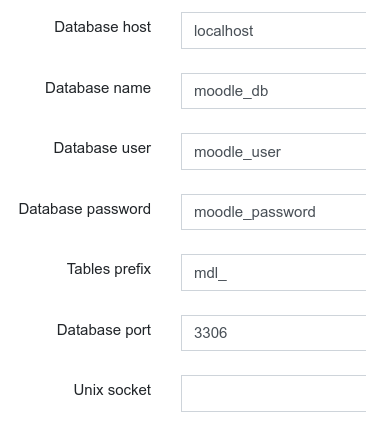 Database host localhost
Database name moodle_db
Database user moodle_user
Database password moodle_password
Tables prefix mdl_
Database port 3306
Unix socket